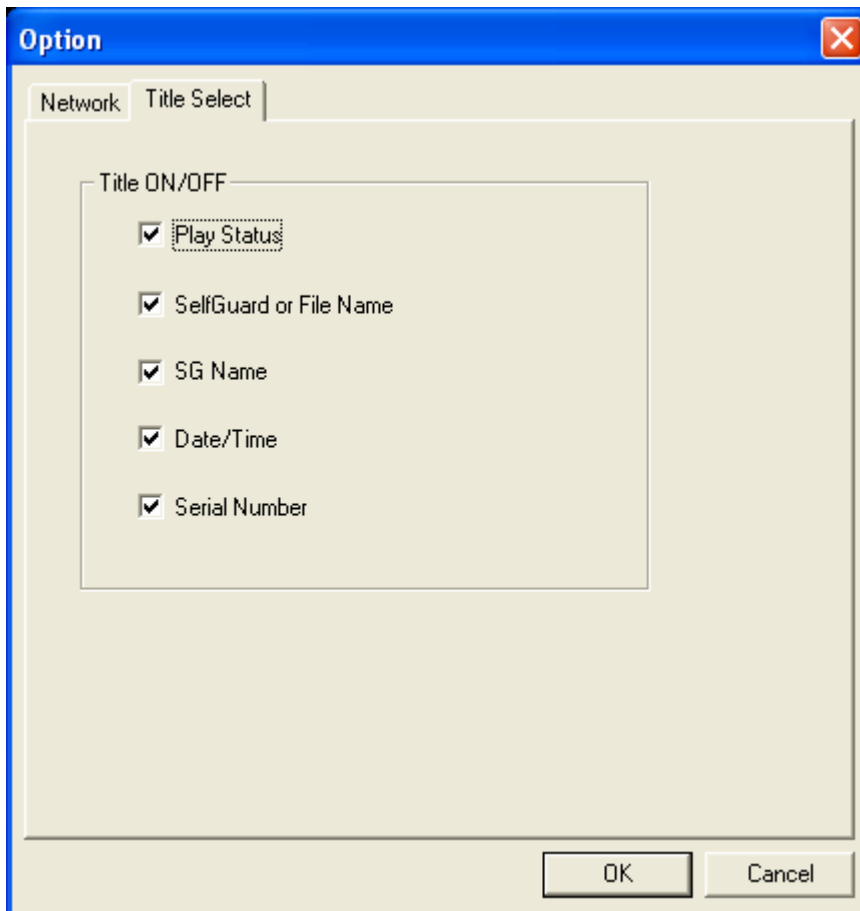 Option
Network Title Select
Title ON/OFF
Play Status
SelfGuard or File Name
SG Name
Date/Time
Serial Number
OK Cancel